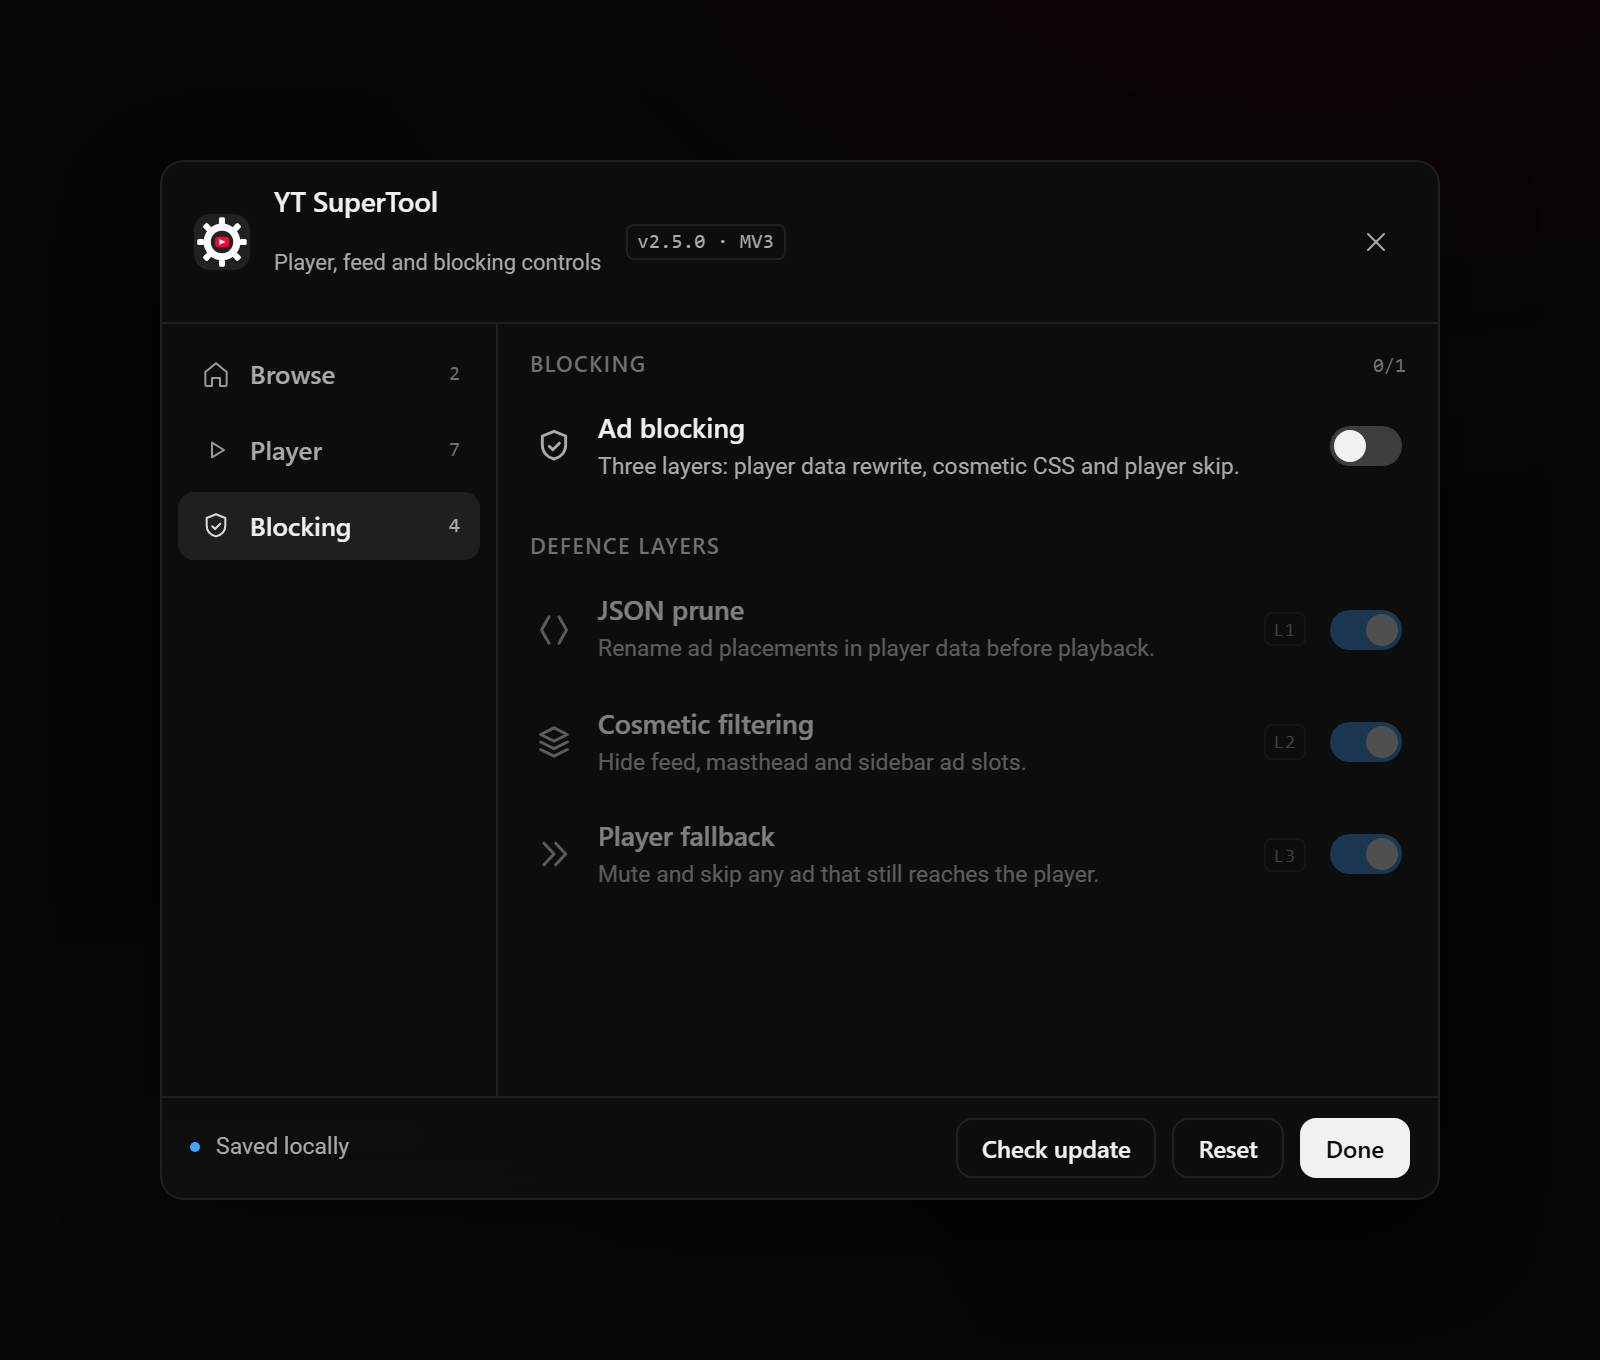 YT SuperTool
Player, feed and blocking controls
v2.5.0 · MV3
Browse 2
Player 7
Blocking 4
BLOCKING 0/1
Ad blocking
Three layers: player data rewrite, cosmetic CSS and player skip.
DEFENCE LAYERS
JSON prune
Rename ad placements in player data before playback.
L1
Cosmetic filtering
Hide feed, masthead and sidebar ad slots.
L2
Player fallback
Mute and skip any ad that still reaches the player.
L3
Saved locally
Check update
Reset
Done